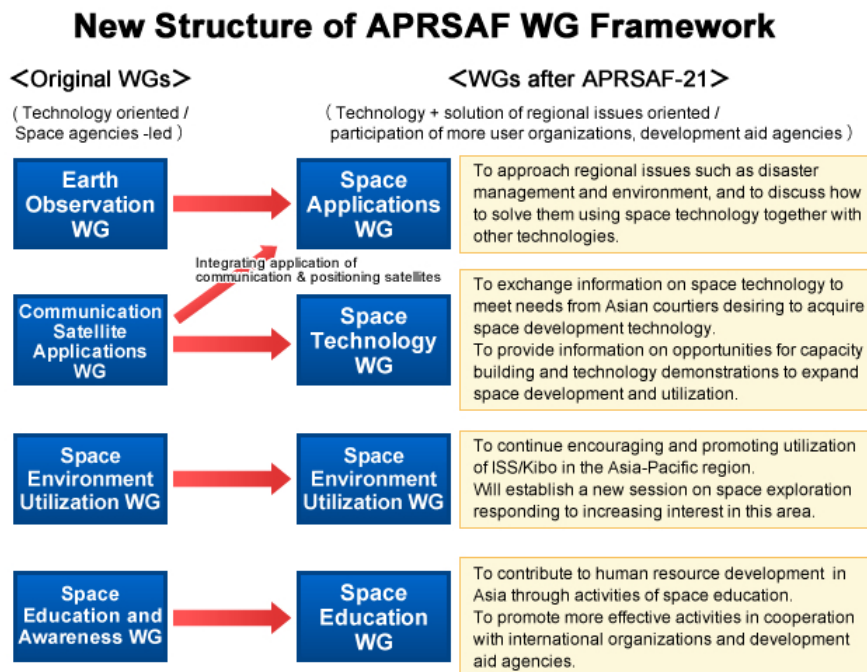 New Structure of APRSAF WG Framework
<Original WGs>
( Technology oriented /
Space agencies -led )
<WGs after APRSAF-21>
( Technology + solution of regional issues oriented /
participation of more user organizations, development aid agencies )
Earth
Observation
WG
Space
Applications
WG
To approach regional issues such as disaster
management and environment, and to discuss how
to solve them using space technology together with
other technologies.
Integrating application of
communication & positioning satellites
Communication
Satellite
Applications
WG
Space
Technology
WG
To exchange information on space technology to
meet needs from Asian courtiers desiring to acquire
space development technology.
To provide information on opportunities for capacity
building and technology demonstrations to expand
space development and utilization.
Space
Environment
Utilization WG
Space
Environment
Utilization WG
To continue encouraging and promoting utilization
of ISS/Kibo in the Asia-Pacific region.
Will establish a new session on space exploration
responding to increasing interest in this area.
Space
Education and
Awareness WG
Space
Education
WG
To contribute to human resource development in
Asia through activities of space education.
To promote more effective activities in cooperation
with international organizations and development
aid agencies.